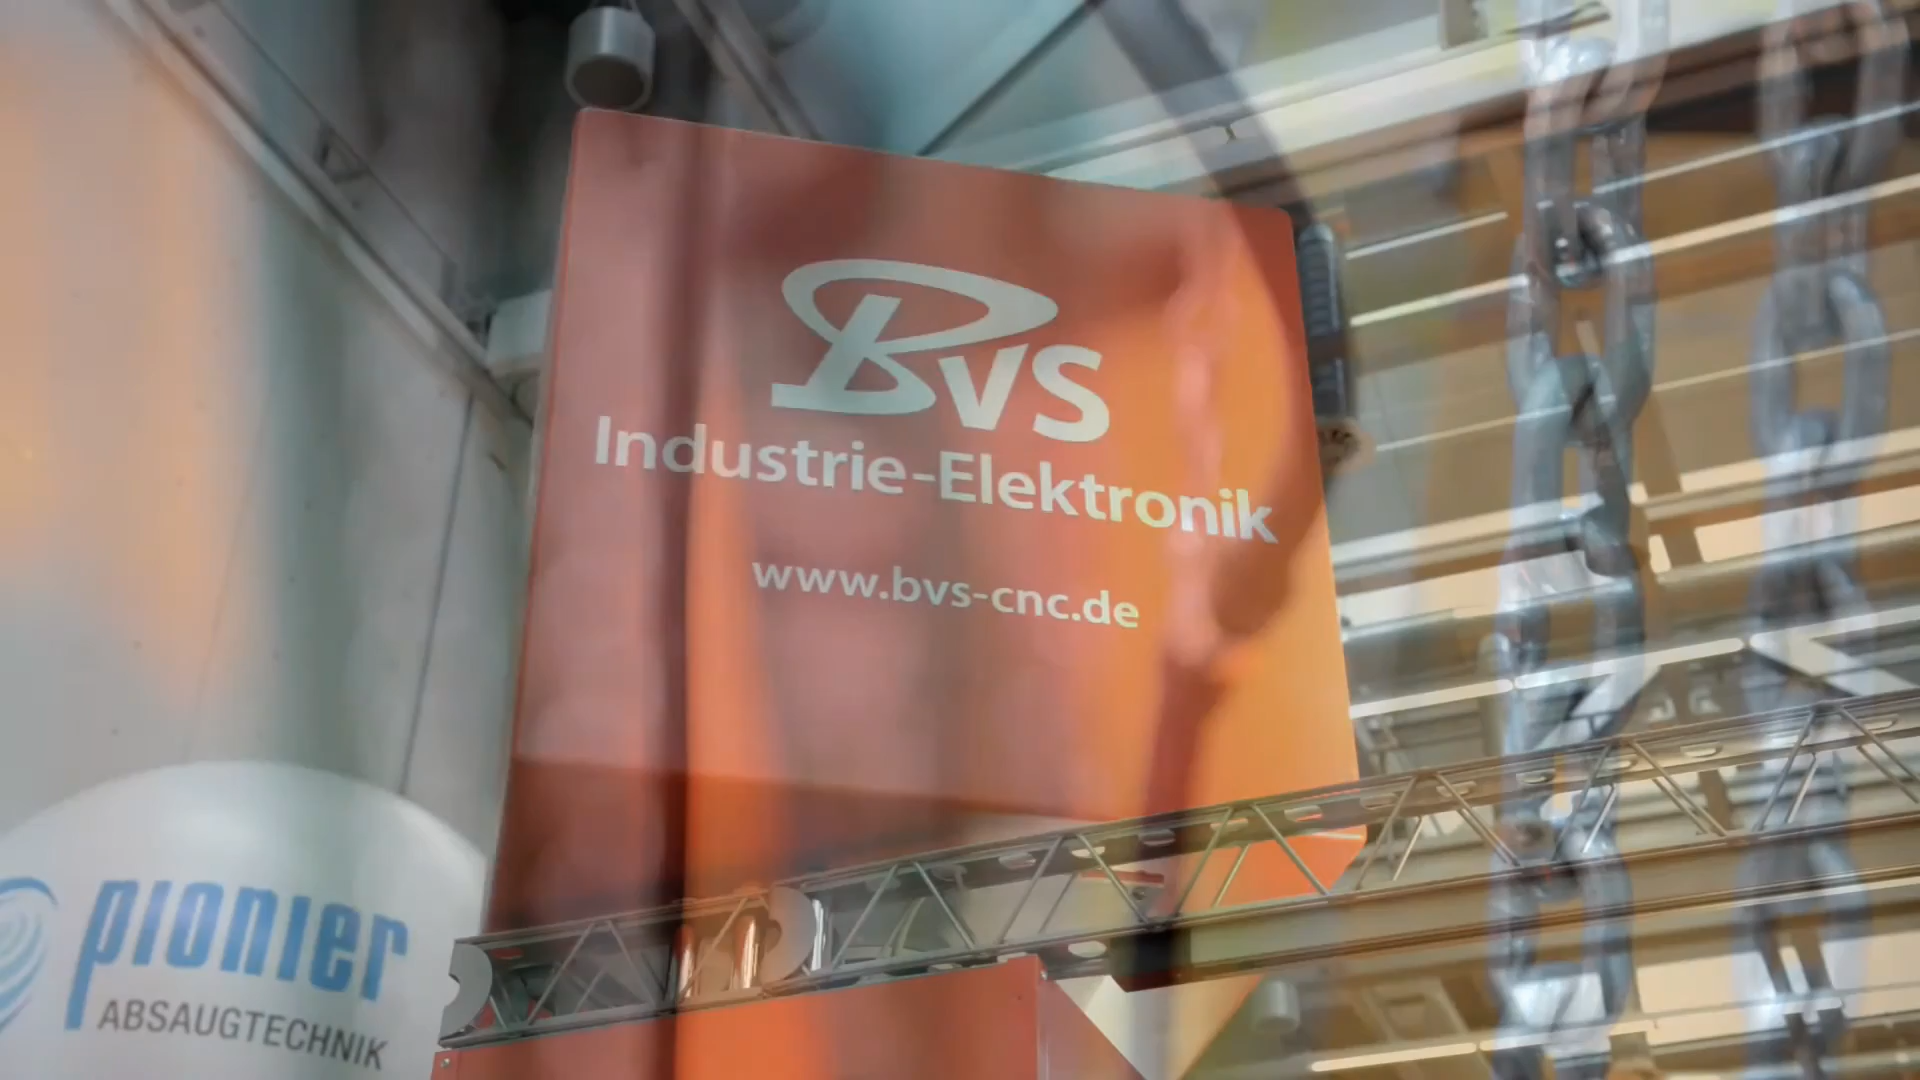 BVS
Industrie-Elektronik
www.bvs-cnc.de
pionier
ABSAUGTECHNIK